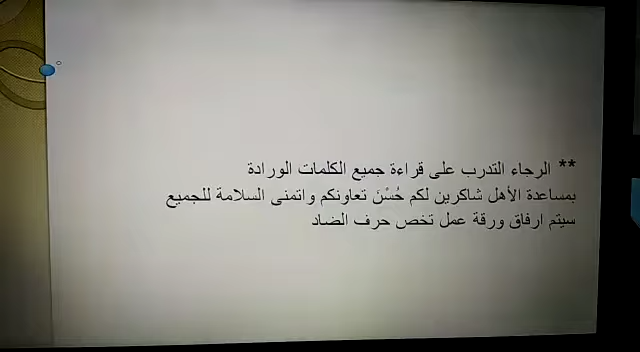 ** الرجاء التدرب على قراءة جميع الكلمات الورادة
بمساعدة الأهل شاكرين لكم حُسْنَ تعاونكم واتمنى السلامة للجميع
سيتم ارفاق ورقة عمل تخص حرف الضاد